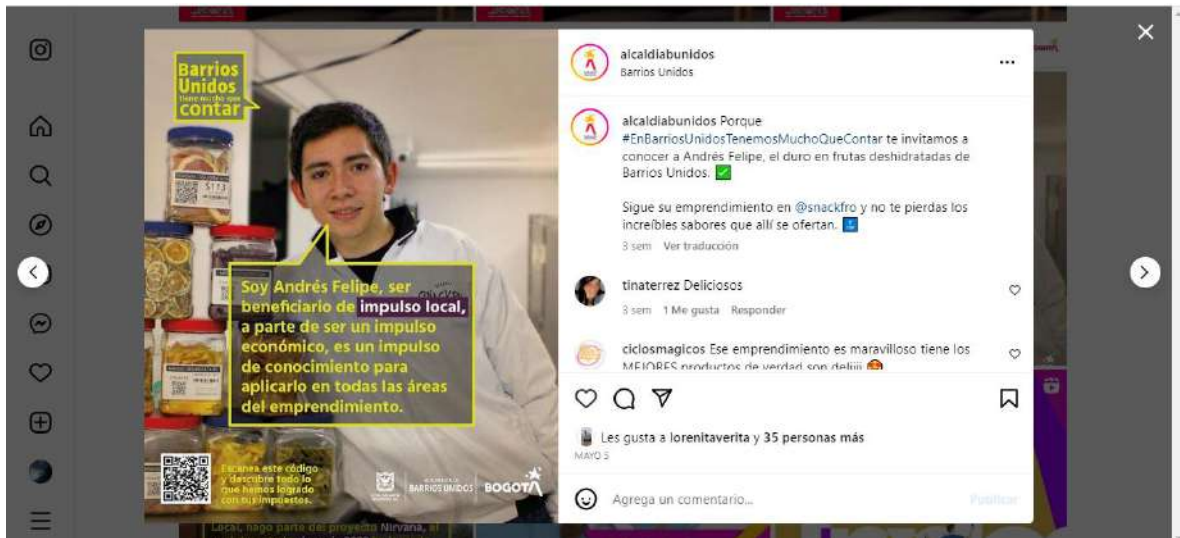 Barrios
Unidos
tiene mucho que
contar
Soy Andrés Felipe, ser
beneficiario de impulso local,
a parte de ser un impulso
económico, es un impulso
de conocimiento para
aplicarlo en todas las áreas
del emprendimiento.
Escanea este código
y descubre todo lo
que hemos logrado
con tus impuestos.
BARRIOS UNIDOS
BOGOTÁ
alcaldiabunidos
Barrios Unidos
alcaldiabunidos Porque
#EnBarriosUnidosTenemosMuchoQueContar te invitamos a
conocer a Andrés Felipe, el duro en frutas deshidratadas de
Barrios Unidos.
Sigue su emprendimiento en @snackfro y no te pierdas los
increíbles sabores que allí se ofertan.
3 sem Ver traducción
tinaterrez Deliciosos
3 sem 1 Me gusta Responder
ciclosmagicos Ese emprendimiento es maravilloso tiene los
MEJORES productos de verdad son deliiii
Les gusta a lorenitaverita y 35 personas más
MAYO 5
Agrega un comentario...
Publicar
Local, hago parte del proyecto Nirvana, el